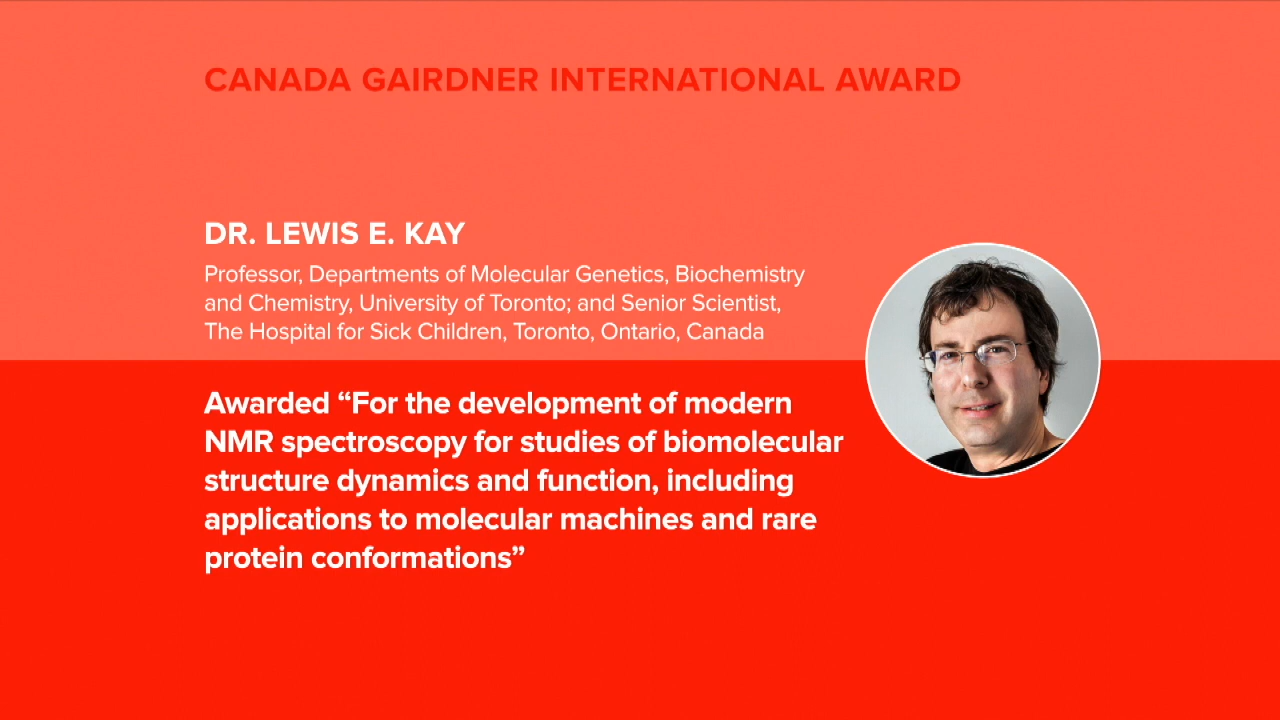 CANADA GAIRDNER INTERNATIONAL AWARD
DR. LEWIS E. KAY
Professor, Departments of Molecular Genetics, Biochemistry
and Chemistry, University of Toronto; and Senior Scientist,
The Hospital for Sick Children, Toronto, Ontario, Canada
Awarded “For the development of modern
NMR spectroscopy for studies of biomolecular
structure dynamics and function, including
applications to molecular machines and rare
protein conformations”